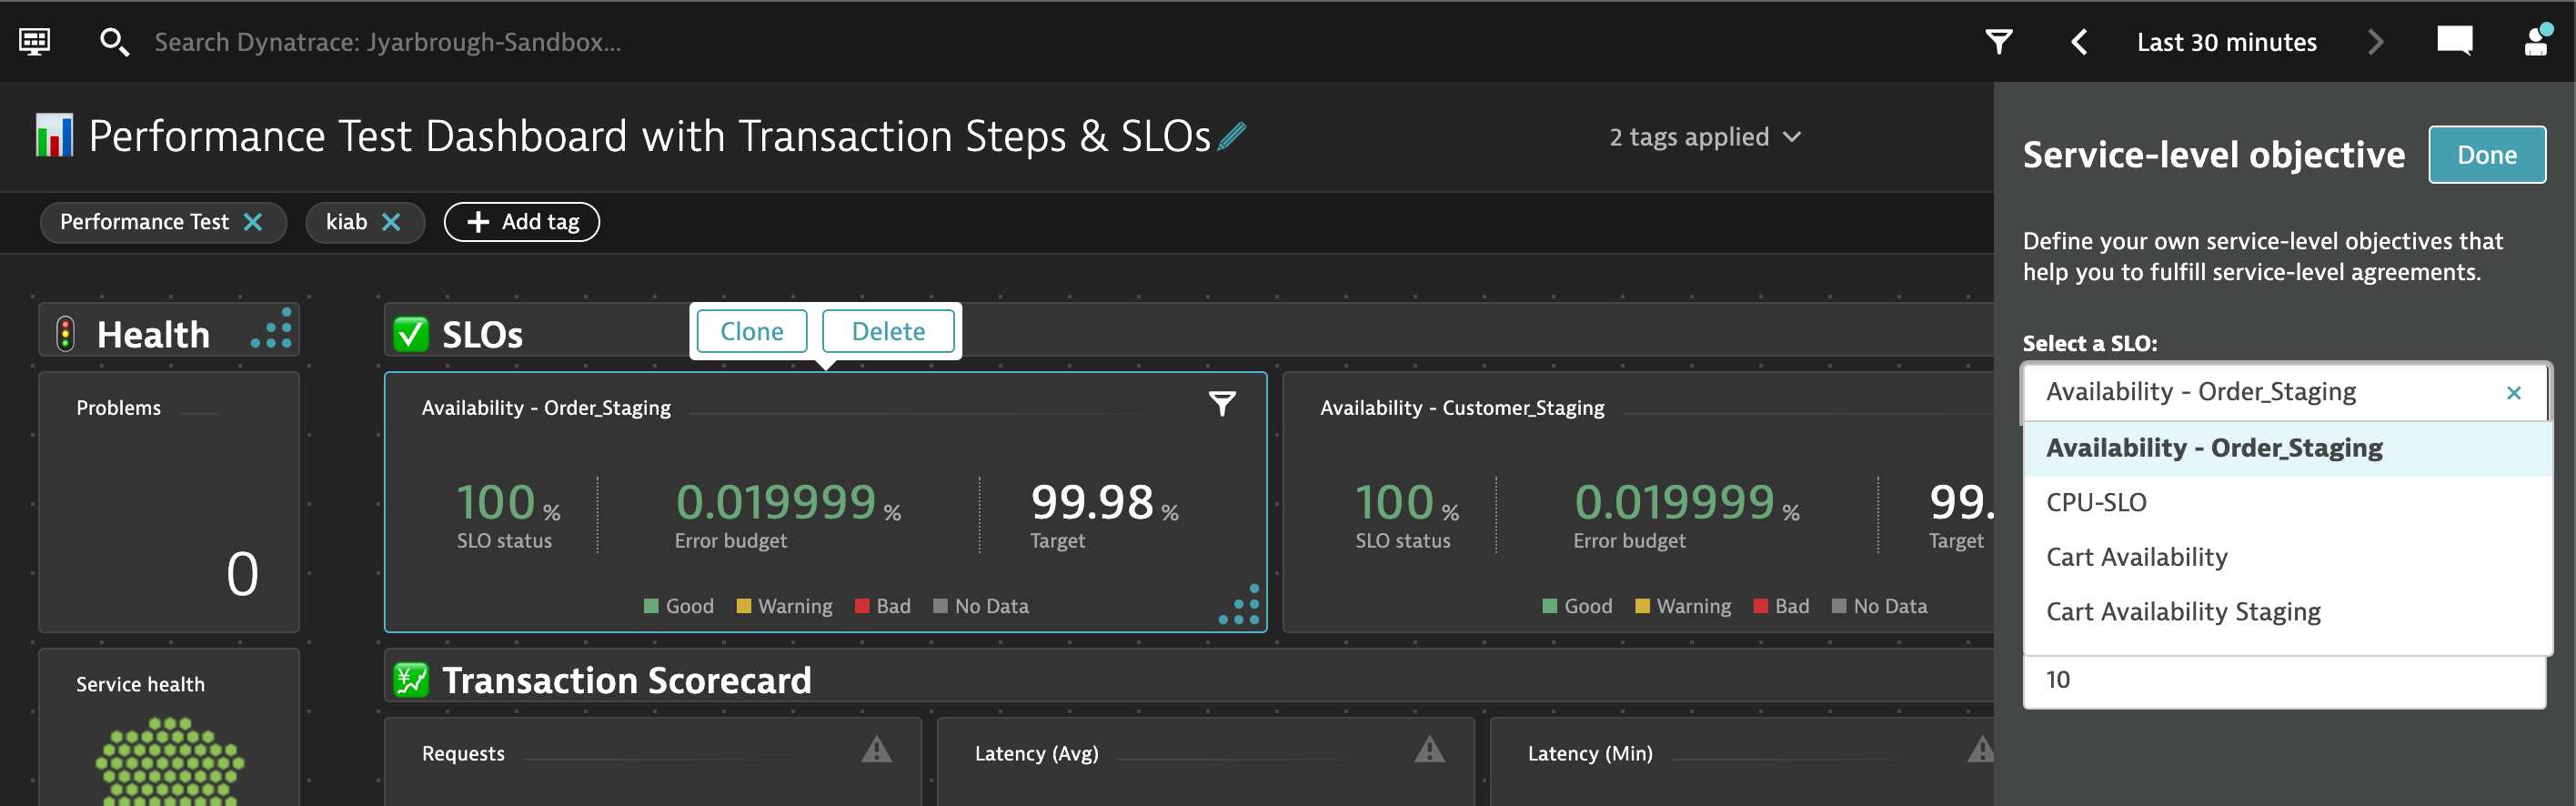 Search Dynatrace: Jyarbrough-Sandbox...
Last 30 minutes
Performance Test Dashboard with Transaction Steps & SLOs
2 tags applied
Performance Test
kiab
Add tag
Health
SLOs
Clone
Delete
Problems
0
Availability - Order_Staging
100 %
SLO status
0.019999 %
Error budget
99.98 %
Target
Good
Warning
Bad
No Data
Availability - Customer_Staging
100 %
SLO status
0.019999 %
Error budget
99.
Target
Good
Warning
Bad
No Data
Service health
Transaction Scorecard
Requests
Latency (Avg)
Latency (Min)
Service-level objective
Done
Define your own service-level objectives that
help you to fulfill service-level agreements.
Select a SLO:
Availability - Order_Staging
Availability - Order_Staging
CPU-SLO
Cart Availability
Cart Availability Staging
10